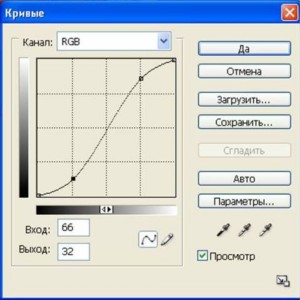 Кривые
Канал: RGB
Да
Отмена
Загрузить...
Сохранить...
Сгладить
Авто
Параметры...
Вход: 66
Выход: 32
Просмотр